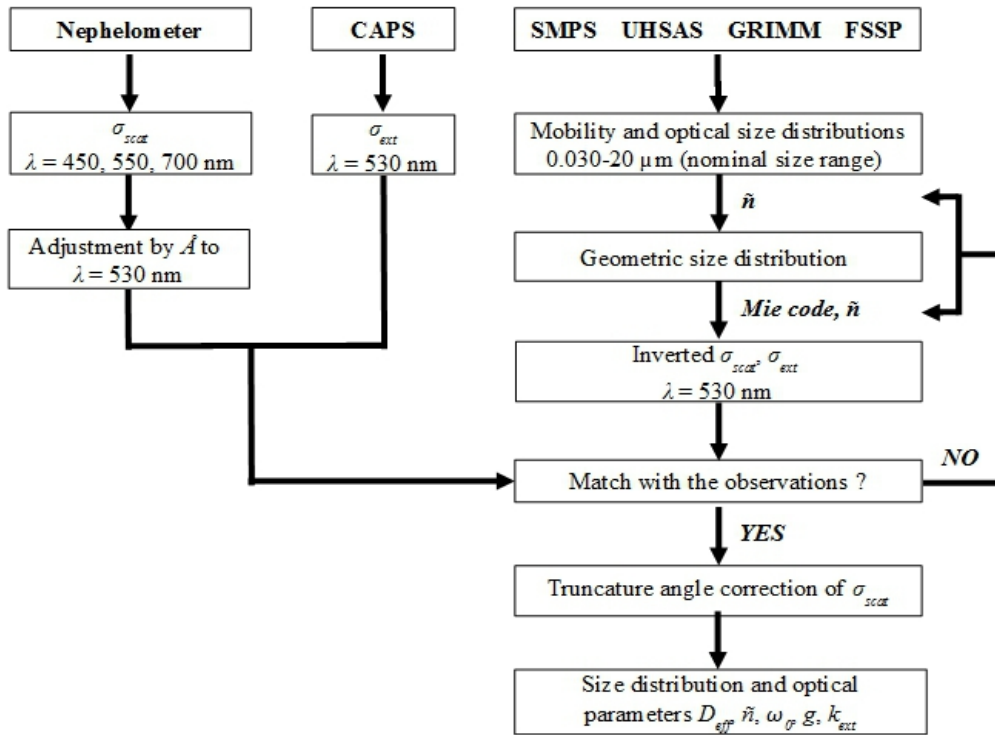 Nephelometer
CAPS
SMPS UHSAS GRIMM FSSP
σscat
λ = 450, 550, 700 nm
σext
λ = 530 nm
Mobility and optical size distributions
0.030-20 µm (nominal size range)
ñ
Adjustment by Å to
λ = 530 nm
Geometric size distribution
Mie code, ñ
Inverted σscat, σext
λ = 530 nm
Match with the observations ?
NO
YES
Truncature angle correction of σscat
Size distribution and optical
parameters Deff, ñ, ω0, g, kext